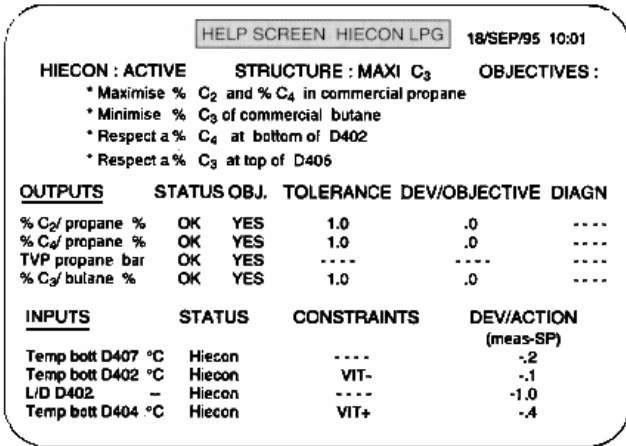 HELP SCREEN HIECON LPG 18/SEP/95 10:01
HIECON : ACTIVE STRUCTURE : MAXI C3 OBJECTIVES :
* Maximise % C2 and % C4 in commercial propane
* Minimise % C3 of commercial butane
* Respect a % C4 at bottom of D402
* Respect a % C3 at top of D406
OUTPUTS STATUS OBJ. TOLERANCE DEV/OBJECTIVE DIAGN
% C2/ propane % OK YES 1.0 .0 ----
% C4/ propane % OK YES 1.0 .0 ----
TVP propane bar OK YES ---- ---- ----
% C3/ butane % OK YES 1.0 .0 ----
INPUTS STATUS CONSTRAINTS DEV/ACTION
(meas-SP)
Temp bott D407 °C Hiecon ---- -.2
Temp bott D402 °C Hiecon VIT- -.1
L/D D402 – Hiecon ---- -1.0
Temp bott D404 °C Hiecon VIT+ -.4